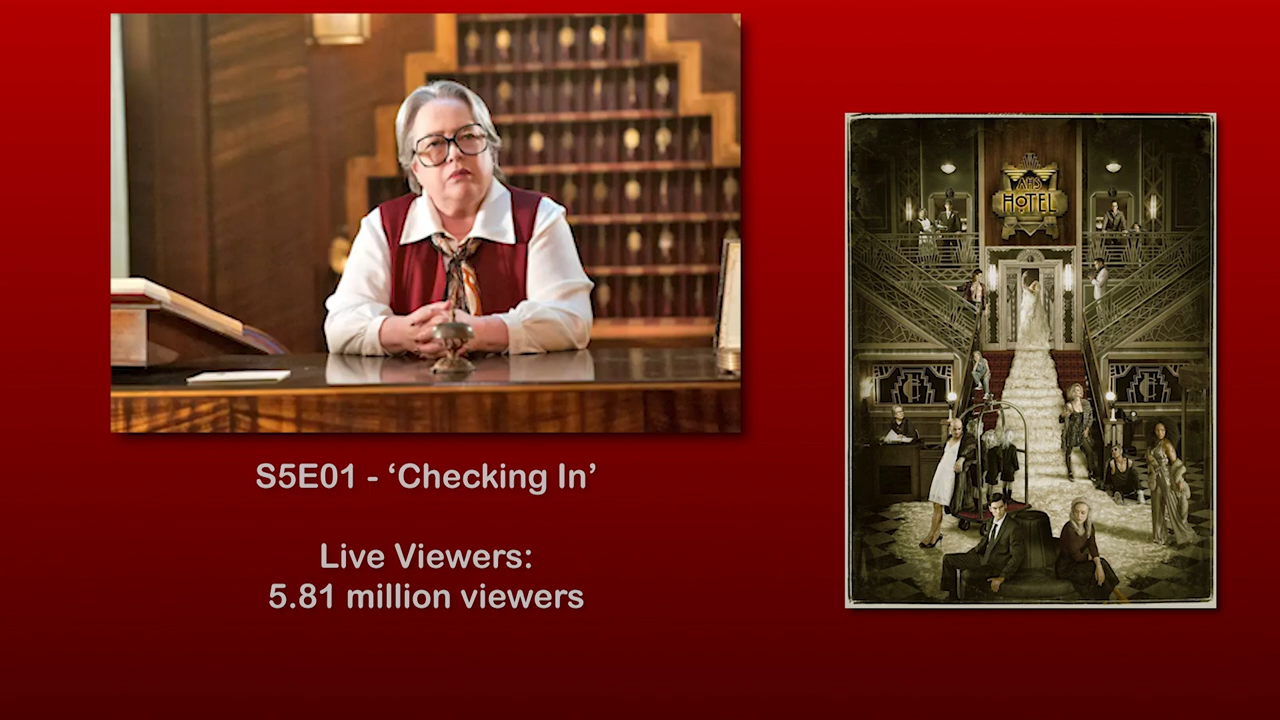 AHS
HOTEL
S5E01 - ‘Checking In’
Live Viewers:
5.81 million viewers